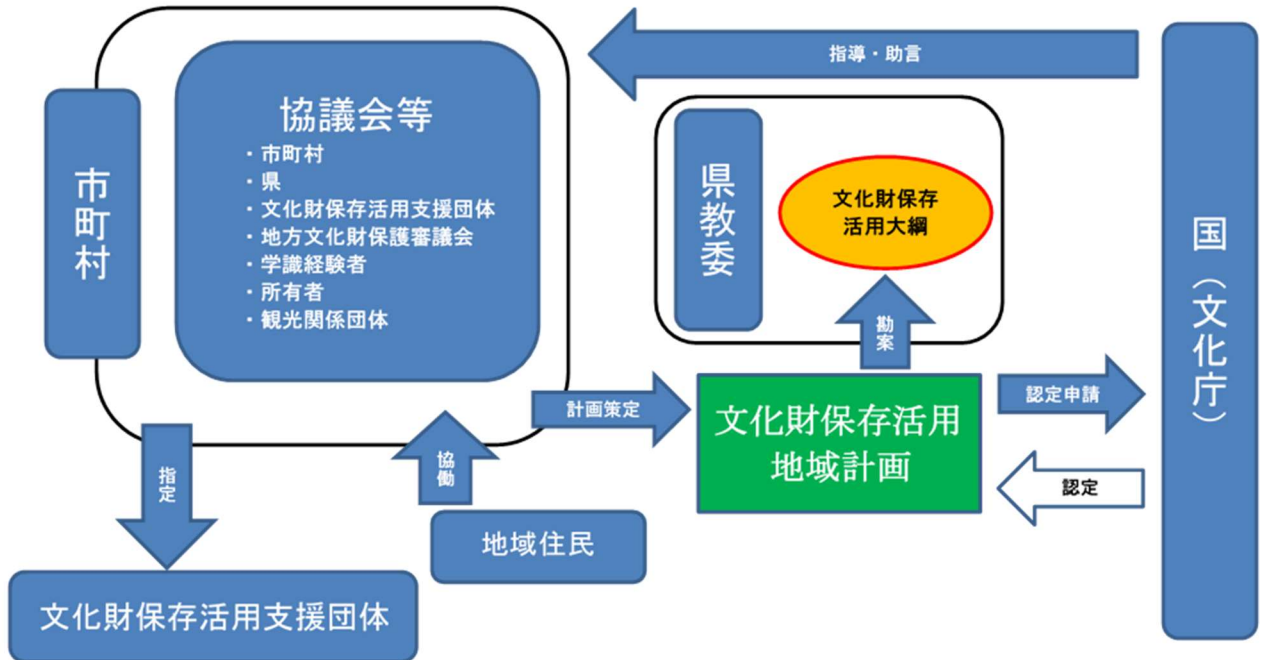 指導・助言
協議会等
・市町村
・県
・文化財保存活用支援団体
・地方文化財保護審議会
・学識経験者
・所有者
・観光関係団体
市町村
県教委
文化財保存
活用大綱
国（文化庁）
勘案
計画策定
文化財保存活用
地域計画
認定申請
認定
指定
協働
地域住民
文化財保存活用支援団体